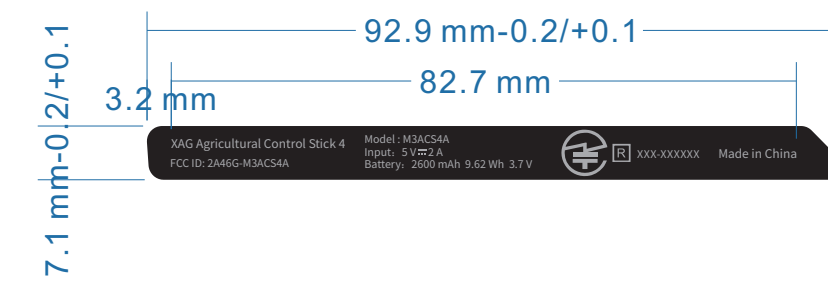 92.9 mm-0.2/+0.1
82.7 mm
3.2 mm
7.1 mm-0.2/+0.1
XAG Agricultural Control Stick 4
FCC ID: 2A46G-M3ACS4A
Model : M3ACS4A
Input: 5 V⎓2 A
Battery: 2600 mAh 9.62 Wh 3.7 V
R XXX-XXXXXX
Made in China